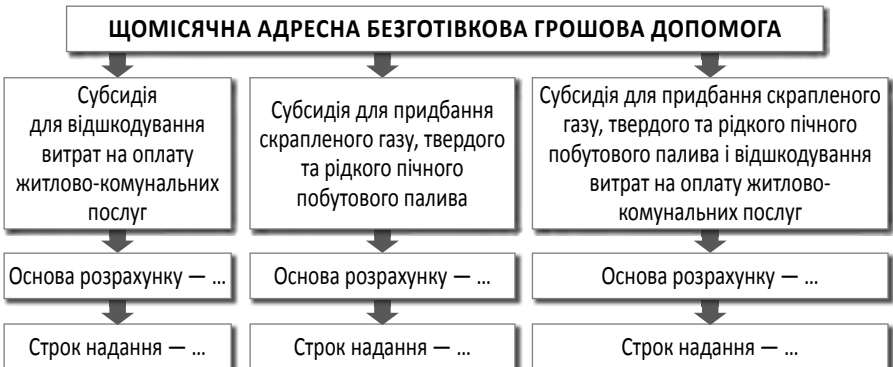 ЩОМІСЯЧНА АДРЕСНА БЕЗГОТІВКОВА ГРОШОВА ДОПОМОГА
Субсидія
для відшкодування
витрат на оплату
житлово-комунальних
послуг
Субсидія для придбання
скрапленого газу, твердого
та рідкого пічного
побутового палива
Субсидія для придбання скрапленого
газу, твердого та рідкого пічного
побутового палива і відшкодування
витрат на оплату житлово-
комунальних послуг
Основа розрахунку — ...
Основа розрахунку — ...
Основа розрахунку — ...
Строк надання — ...
Строк надання — ...
Строк надання — ...